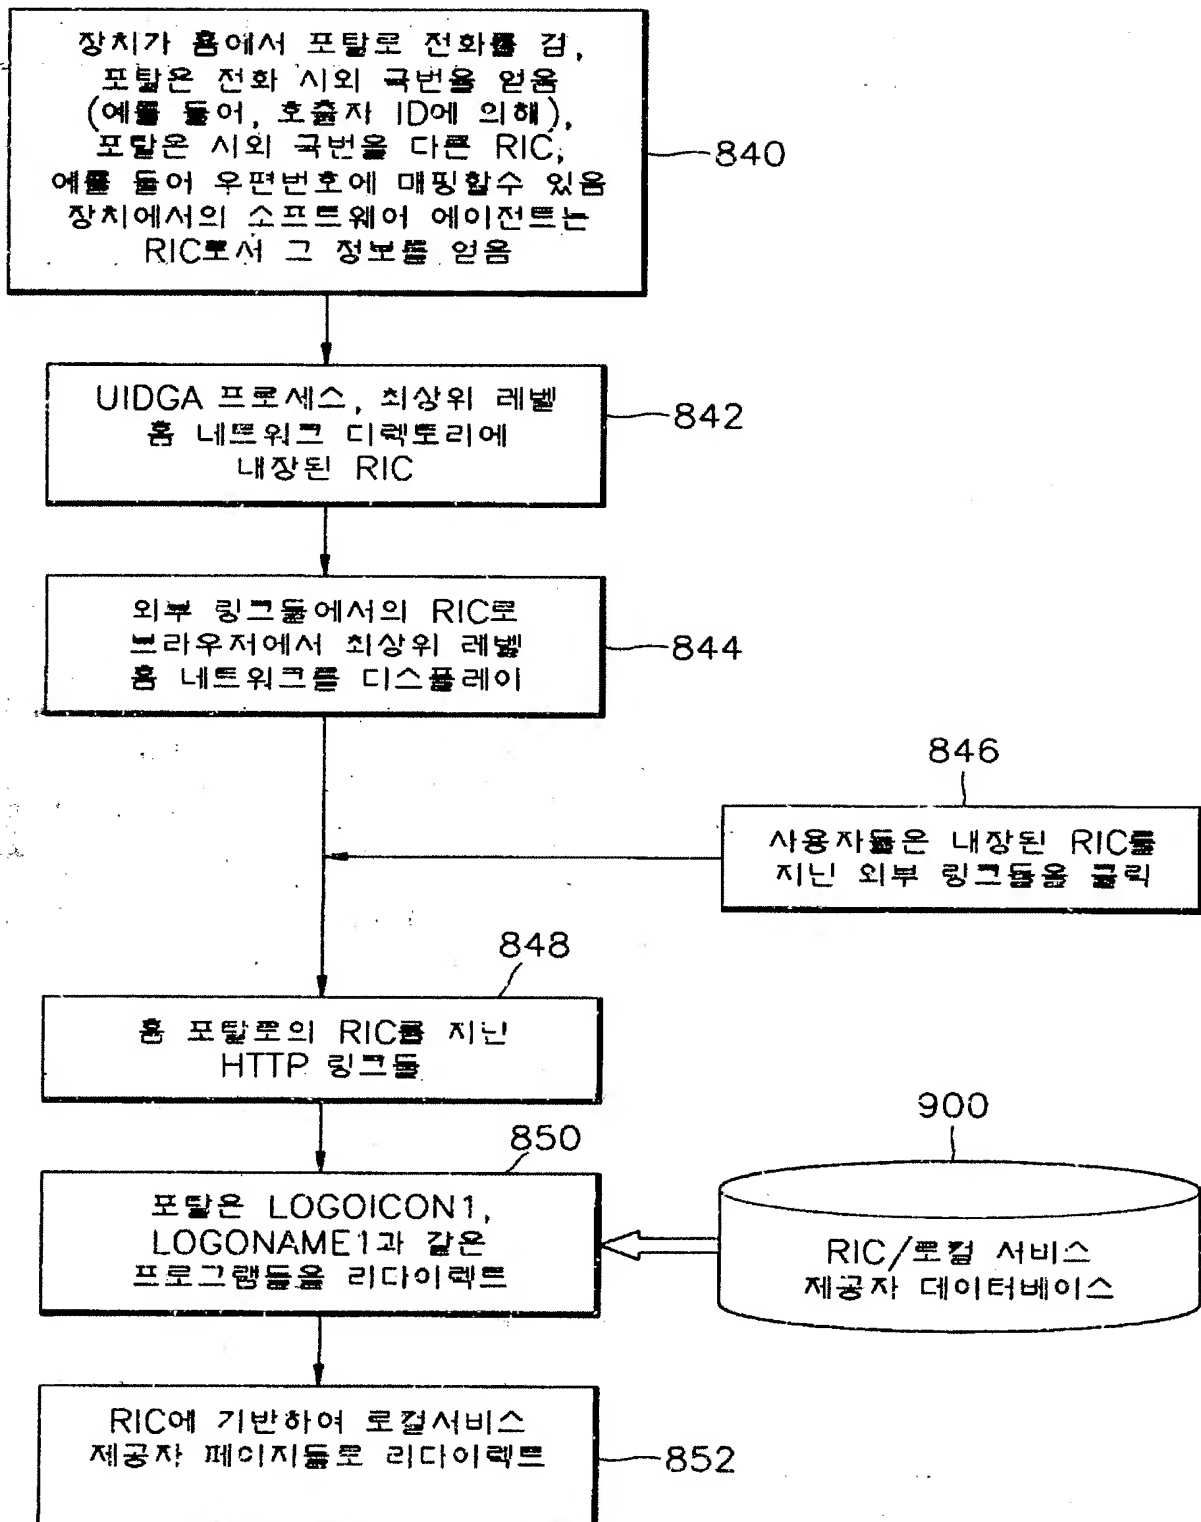 장치가 홈에서 포탈로 전화를 검,
포탈은 전화 시외 국번을 얻음
(예를 들어, 호출자 ID에 의해),
포탈은 시외 국번을 다른 RIC,
예를 들어 우편번호에 매핑할수 있음
장치에서의 소프트웨어 에이전트는
RIC로서 그 정보를 얻음
840
UIDGA 프로세스, 최상위 레벨
홈 네트워크 디렉토리에
내장된 RIC
842
외부 링크들에서의 RIC로
브라우저에서 최상위 레벨
홈 네트워크를 디스플레이
844
846
사용자들은 내장된 RIC를
지닌 외부 링크들을 클릭
848
홈 포탈로의 RIC를 지닌
HTTP 링크들
850
포탈은 LOGOICON1,
LOGONAME1과 같은
프로그램들을 리다이렉트
900
RIC/로컬 서비스
제공자 데이터베이스
RIC에 기반하여 로컬서비스
제공자 페이지들로 리다이렉트
852